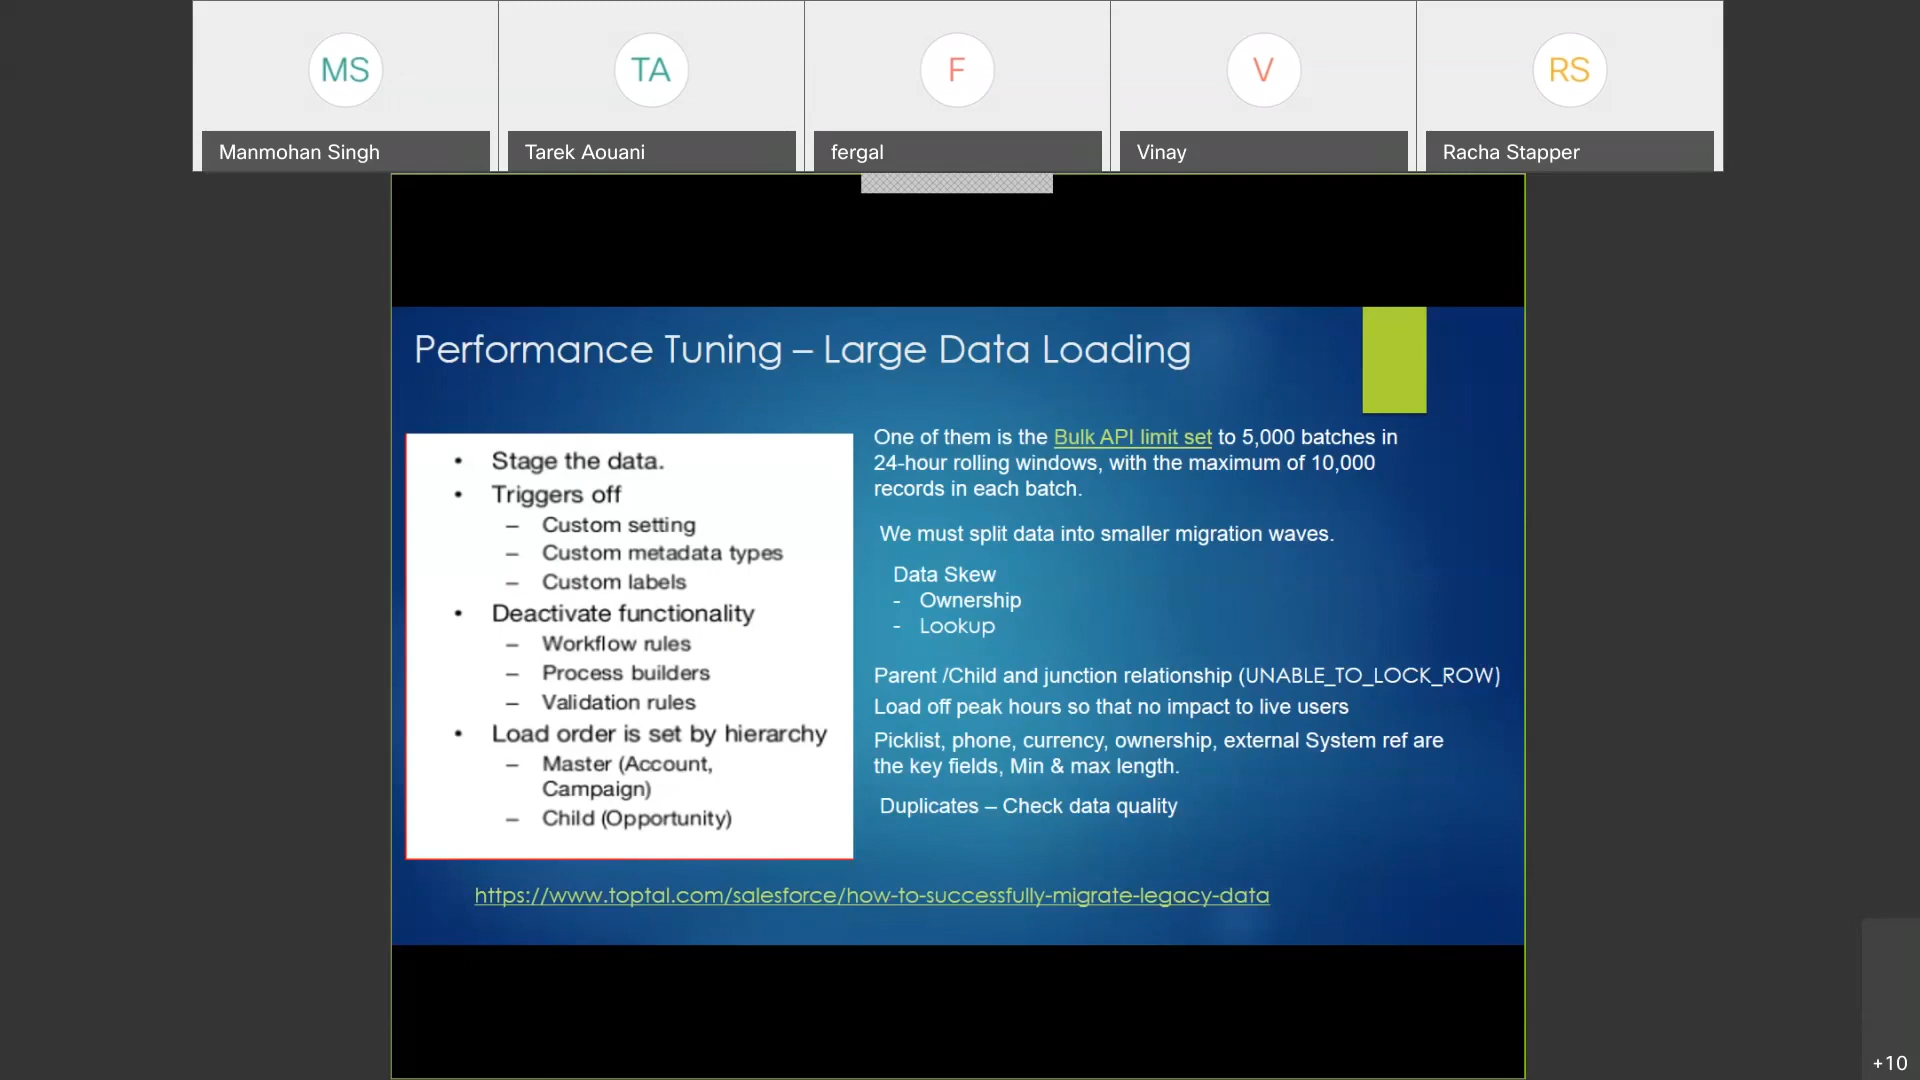 MS
TA
F
V
RS
Manmohan Singh
Tarek Aouani
fergal
Vinay
Racha Stapper
Performance Tuning – Large Data Loading
• Stage the data.
• Triggers off
– Custom setting
– Custom metadata types
– Custom labels
• Deactivate functionality
– Workflow rules
– Process builders
– Validation rules
• Load order is set by hierarchy
– Master (Account,
Campaign)
– Child (Opportunity)
One of them is the Bulk API limit set to 5,000 batches in
24-hour rolling windows, with the maximum of 10,000
records in each batch.
We must split data into smaller migration waves.
Data Skew
- Ownership
- Lookup
Parent /Child and junction relationship (UNABLE_TO_LOCK_ROW)
Load off peak hours so that no impact to live users
Picklist, phone, currency, ownership, external System ref are
the key fields, Min & max length.
Duplicates – Check data quality
https://www.toptal.com/salesforce/how-to-successfully-migrate-legacy-data
+10